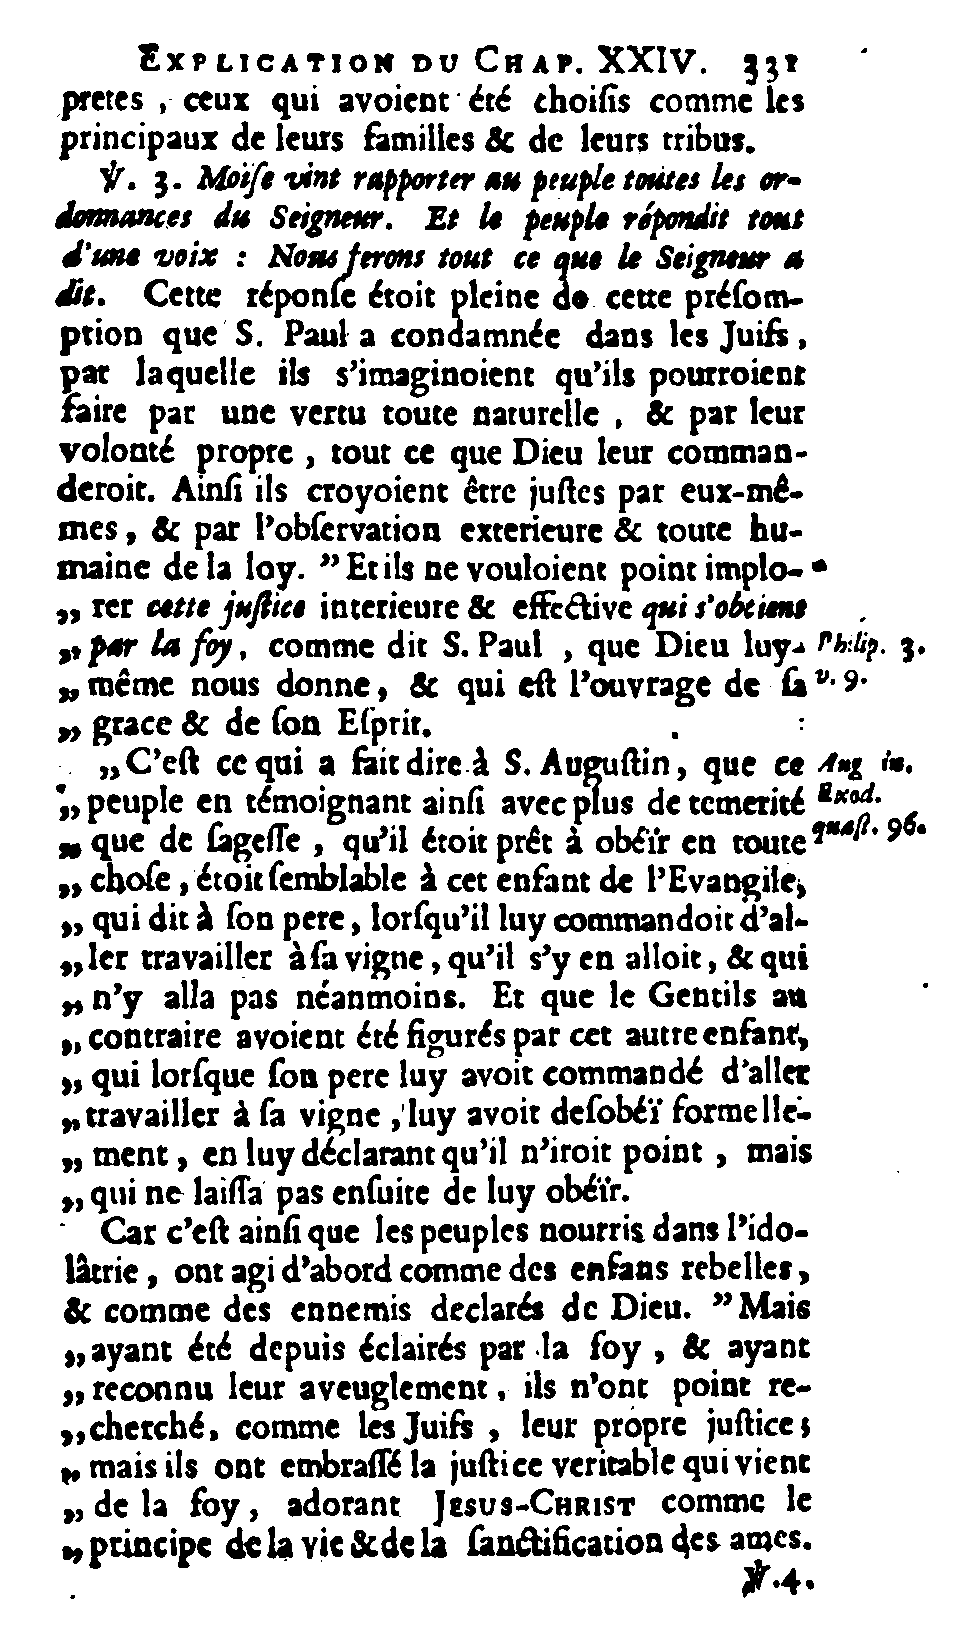 EXPLICATION DU CHAP. XXIV. 331
pretes , ceux qui avoient été choiſis comme les
principaux de leurs familles & de leurs tribus.
℣. 3. Moïſe vint rapporter au peuple toutes les or-
donnances du Seigneur. Et le peuple répondit tout
d'une voix : Nous ferons tout ce que le Seigneur a
dit. Cette réponſe étoit pleine de cette préſom-
ption que S. Paul a condamnée dans les Juifs ,
par laquelle ils s'imaginoient qu'ils pourroient
faire par une vertu toute naturelle , & par leur
volonté propre , tout ce que Dieu leur comman-
deroit. Ainſi ils croyoient être juſtes par eux-mê-
mes , & par l'obſervation exterieure & toute hu-
maine de la loy. ” Et ils ne vouloient point implo-
„ rer cette juſtice interieure & effective qui s'obtient
„ par la foy , comme dit S. Paul , que Dieu luy- Philip. 3.
„ même nous donne , & qui eſt l'ouvrage de ſa v. 9.
„ grace & de ſon Eſprit.
„ C'eſt ce qui a fait dire à S. Auguſtin , que ce Aug in.
„ peuple en témoignant ainſi avec plus de temerité Exod.
„ que de ſageſſe , qu'il étoit prêt à obéïr en toute quæſt. 96.
„ choſe , étoit ſemblable à cet enfant de l'Evangile,
„ qui dit à ſon pere , lorſqu'il luy commandoit d'al-
„ ler travailler à ſa vigne , qu'il s'y en alloit , & qui
„ n'y alla pas néanmoins. Et que le Gentils au
„ contraire avoient été figurés par cet autre enfant,
„ qui lorſque ſon pere luy avoit commandé d'aller
„ travailler à ſa vigne , luy avoit deſobéï formelle-
„ ment , en luy déclarant qu'il n'iroit point , mais
„ qui ne laiſſa pas enſuite de luy obéïr.
Car c'eſt ainſi que les peuples nourris dans l'ido-
lâtrie , ont agi d'abord comme des enfans rebelles ,
& comme des ennemis declarés de Dieu. ” Mais
„ ayant été depuis éclairés par la foy , & ayant
„ reconnu leur aveuglement , ils n'ont point re-
„ cherché , comme les Juifs , leur propre juſtice ;
„ mais ils ont embraſſé la juſtice veritable qui vient
„ de la foy , adorant JESUS-CHRIST comme le
„ principe de la vie & de la ſanctification des ames.
℣. 4.